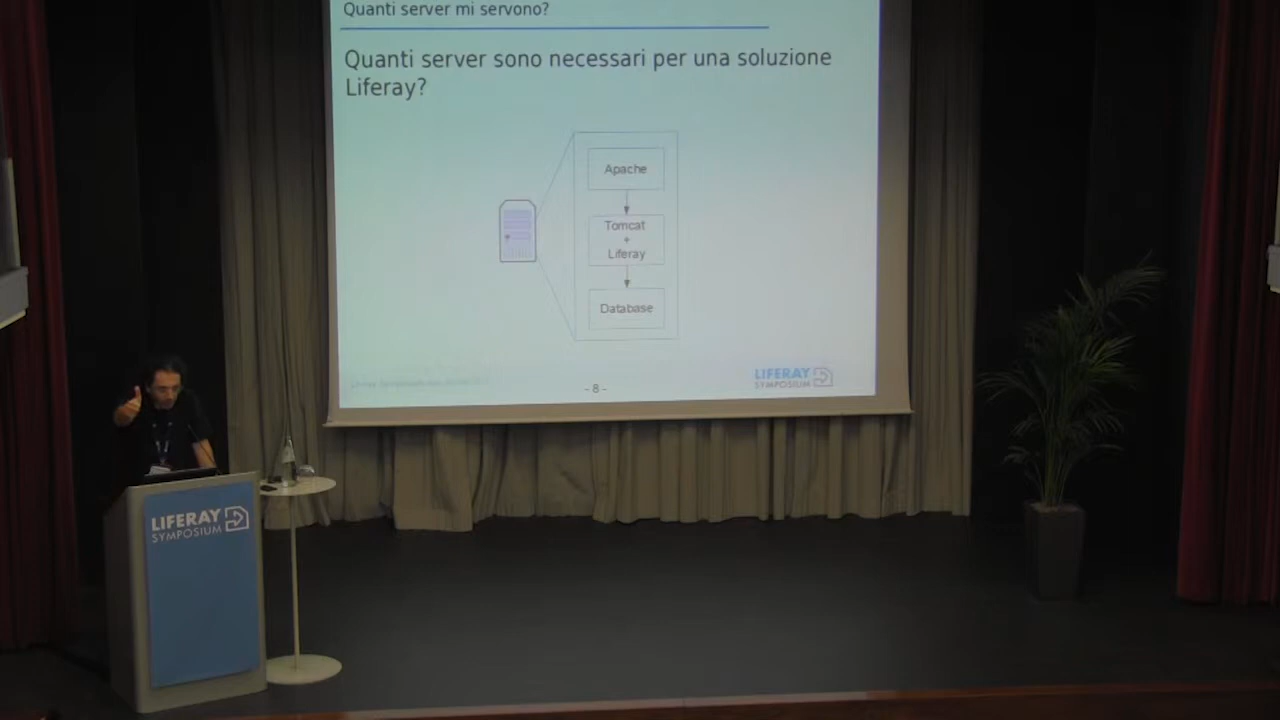 Quanti server mi servono?
Quanti server sono necessari per una soluzione
Liferay?
Apache
Tomcat
+
Liferay
Database
- 8 -
LIFERAY
SYMPOSIUM
LIFERAY
SYMPOSIUM